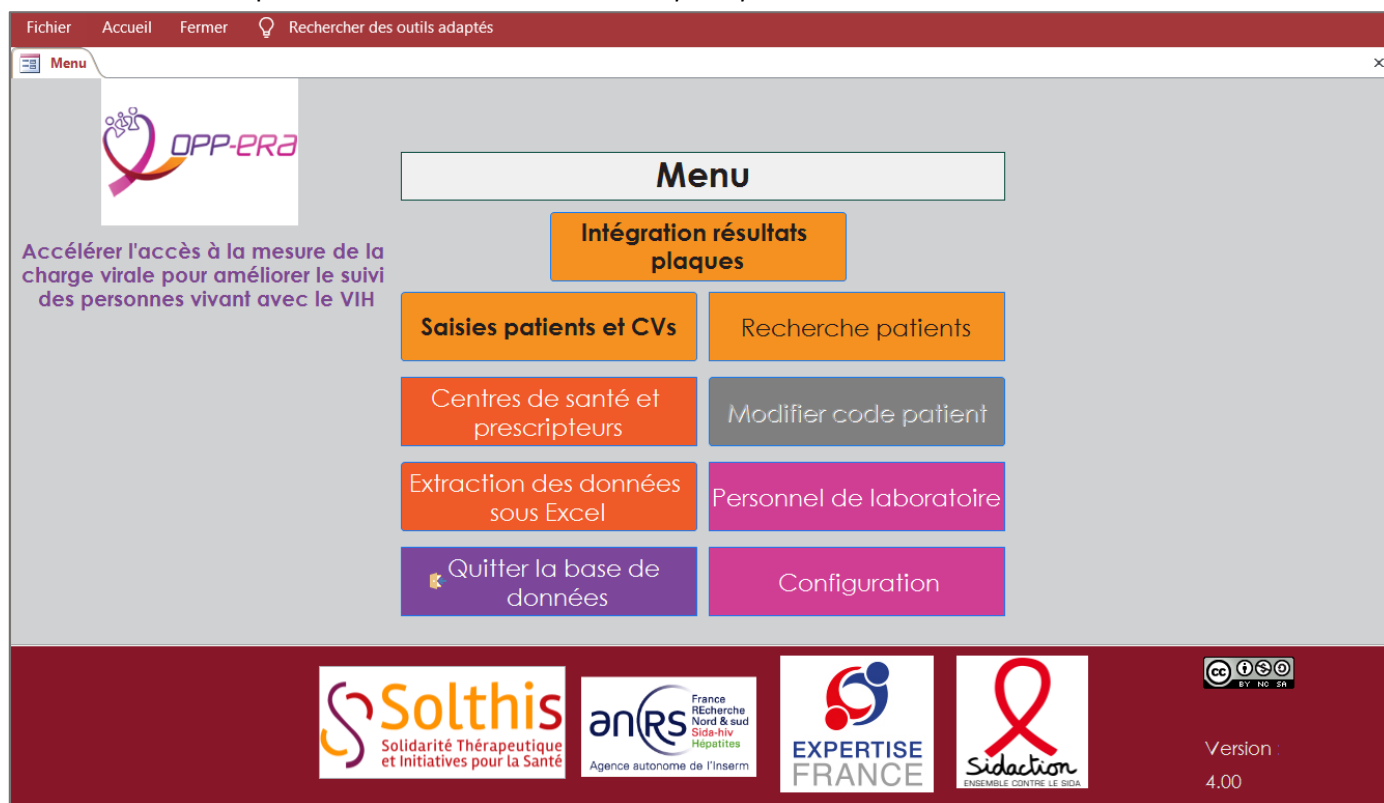 Fichier Accueil Fermer Rechercher des outils adaptés
Menu
OPP-ERA
Accélérer l'accès à la mesure de la
charge virale pour améliorer le suivi
des personnes vivant avec le VIH
Menu
Intégration résultats
plaques
Saisies patients et CVs
Recherche patients
Centres de santé et
prescripteurs
Modifier code patient
Extraction des données
sous Excel
Personnel de laboratoire
Quitter la base de
données
Configuration
Solthis
Solidarité Thérapeutique
et Initiatives pour la Santé
anRS
France
REcherche
Nord & sud
Sida-hiv
Hépatites
Agence autonome de l'Inserm
EXPERTISE
FRANCE
Sidaction
ENSEMBLE CONTRE LE SIDA
cc
BY NC SA
Version :
4.00